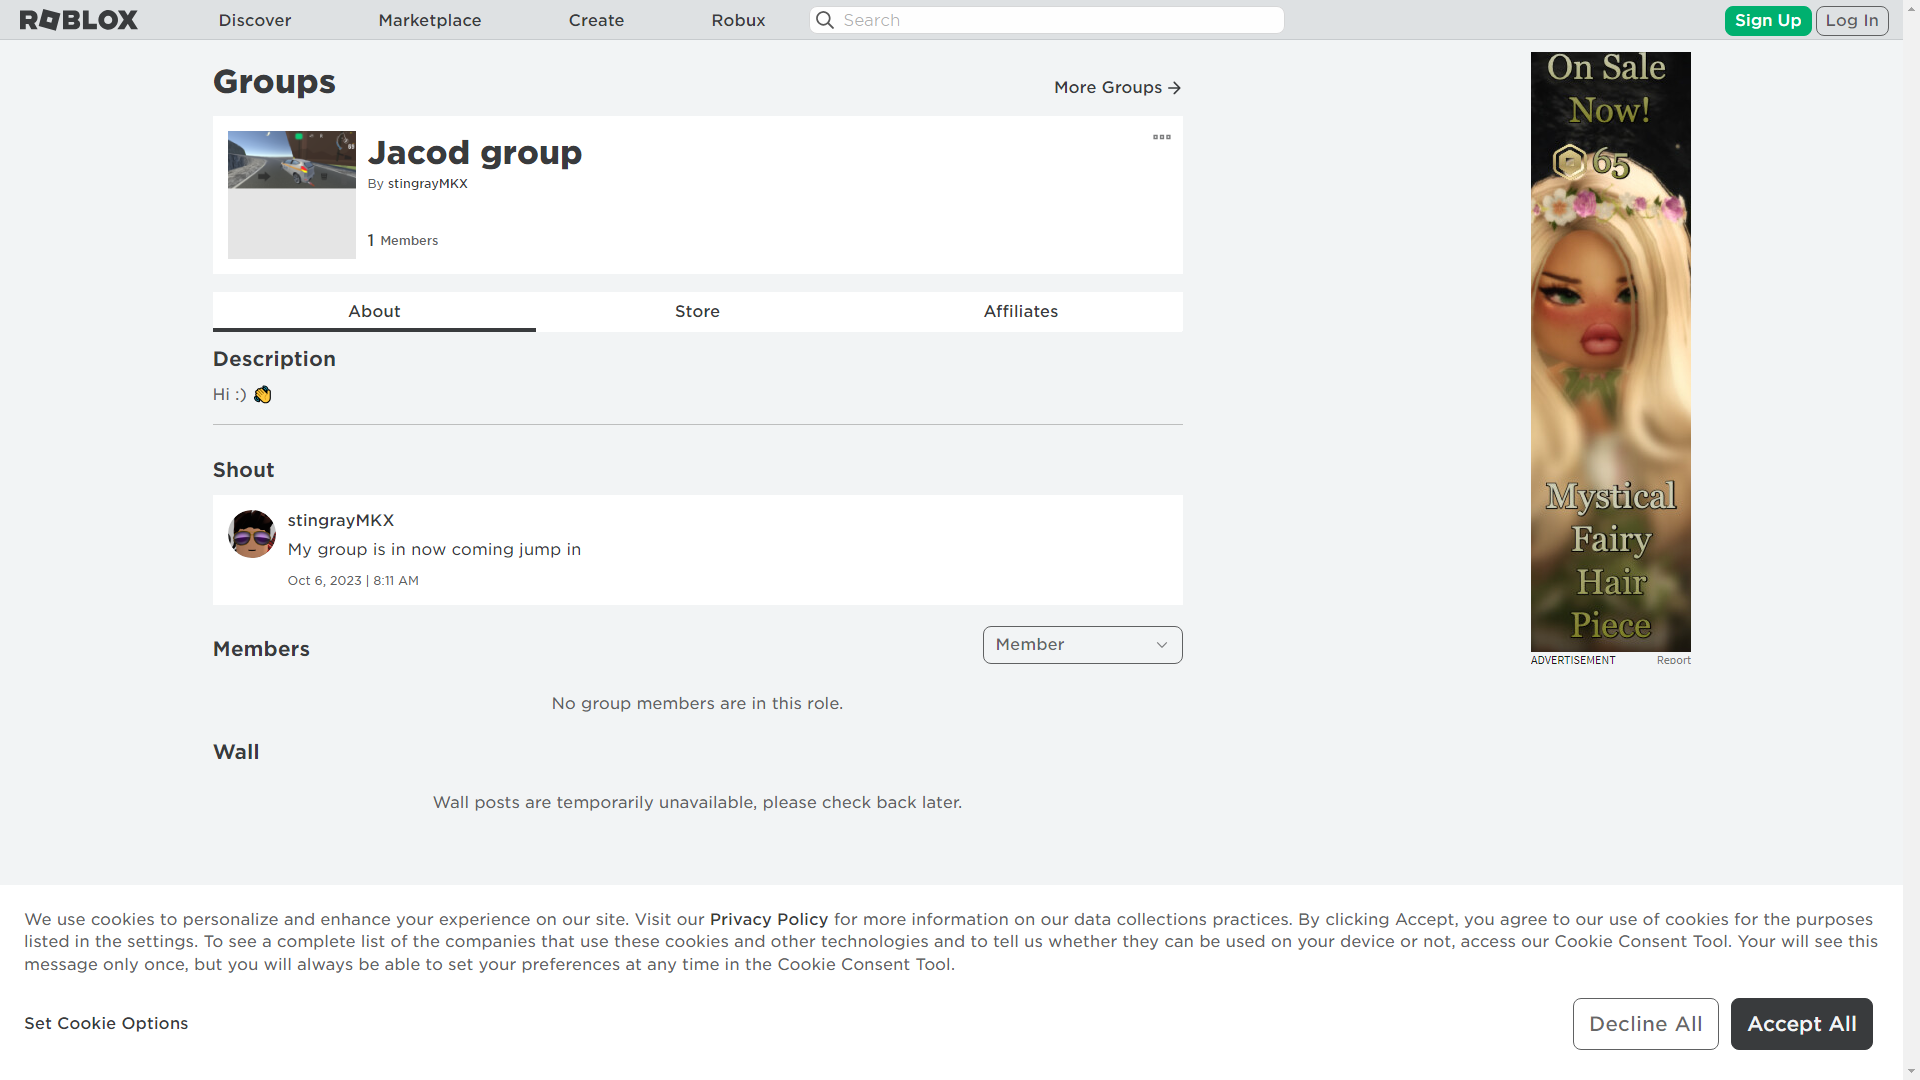 ROBLOX
Discover
Marketplace
Create
Robux
Search
Sign Up
Log In
Groups
More Groups
Jacod group
By stingrayMKX
1 Members
About
Store
Affiliates
Description
Hi :) 👏
Shout
stingrayMKX
My group is in now coming jump in
Oct 6, 2023 | 8:11 AM
Members
Member
No group members are in this role.
Wall
Wall posts are temporarily unavailable, please check back later.
On Sale
Now!
65
Mystical
Fairy
Hair
Piece
ADVERTISEMENT
Report
We use cookies to personalize and enhance your experience on our site. Visit our Privacy Policy for more information on our data collections practices. By clicking Accept, you agree to our use of cookies for the purposes
listed in the settings. To see a complete list of the companies that use these cookies and other technologies and to tell us whether they can be used on your device or not, access our Cookie Consent Tool. Your will see this
message only once, but you will always be able to set your preferences at any time in the Cookie Consent Tool.
Set Cookie Options
Decline All
Accept All